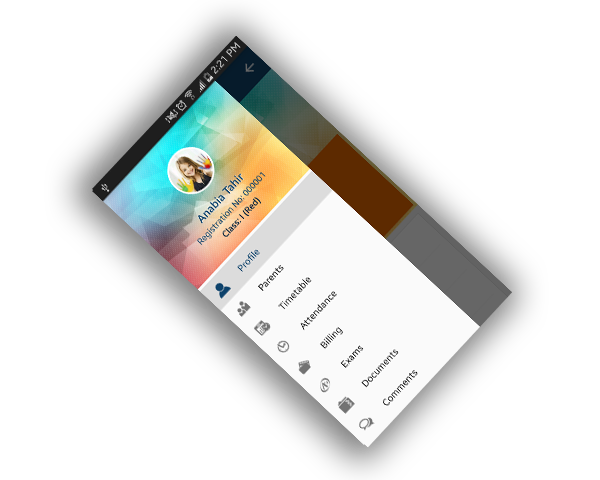 2:21 PM
Anabia Tahir
Registration No: 000001
Class: I (Red)
Profile
Parents
Timetable
Attendance
Billing
Exams
Documents
Comments